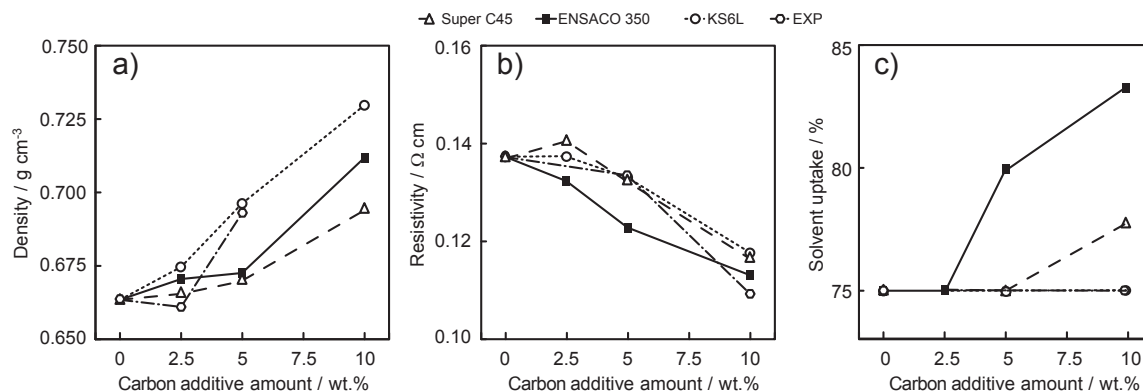 Super C45 ENSACO 350 KS6L EXP
a)
0.750
0.725
0.700
0.675
0.650
Density / g cm⁻³
0 2.5 5 7.5 10
Carbon additive amount / wt.%
b)
0.16
0.14
0.12
0.10
Resistivity / Ω cm
0 2.5 5 7.5 10
Carbon additive amount / wt.%
c)
85
80
75
Solvent uptake / %
0 2.5 5 7.5 10
Carbon additive amount / wt.%